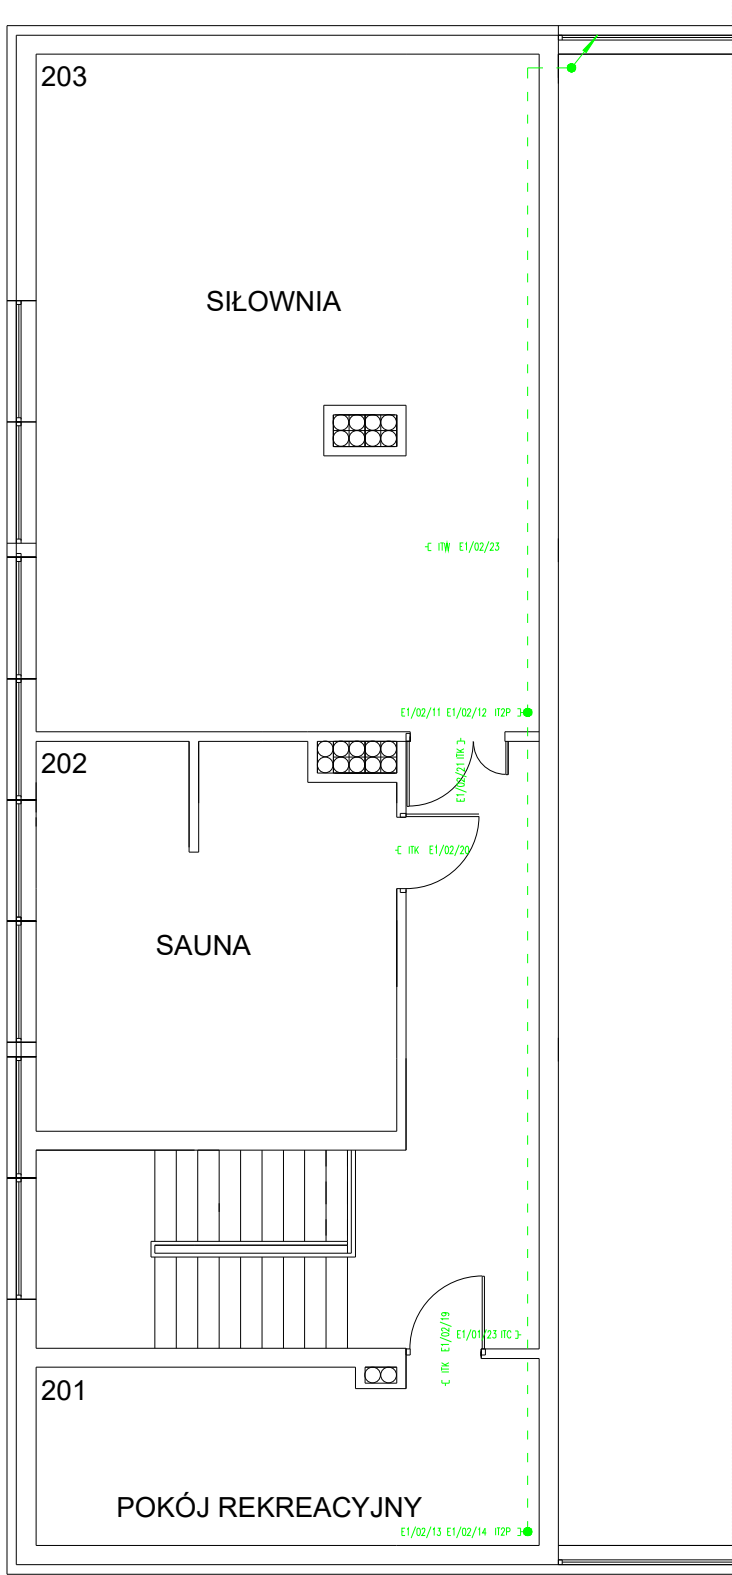 203
SIŁOWNIA
-C ITW E1/02/23
E1/02/11 E1/02/12 IT2P
E1/02/21 ITK
202
ITK E1/02/20
SAUNA
ITK E1/02/19
E1/01/23 ITC
201
POKÓJ REKREACYJNY
E1/02/13 E1/02/14 IT2P